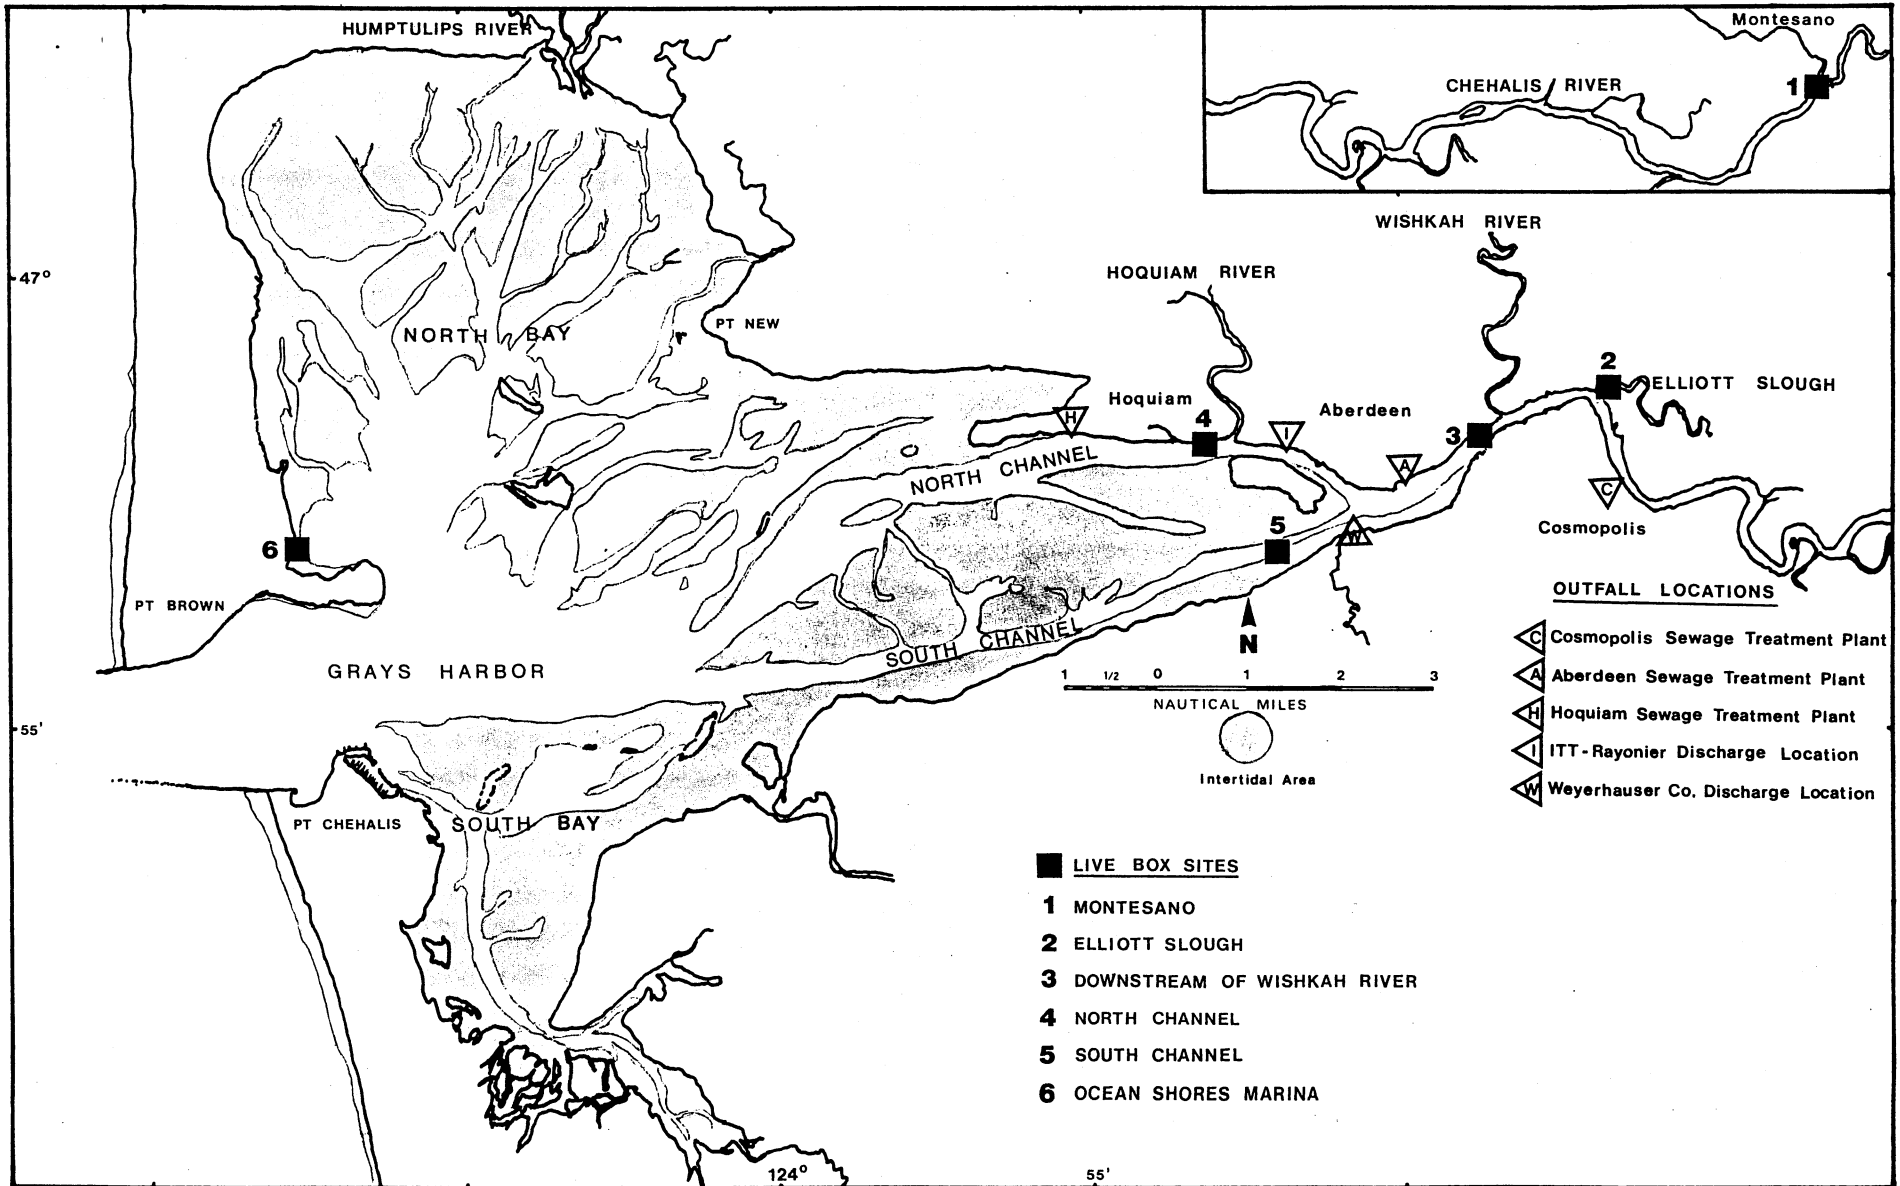 HUMPTULIPS RIVER
Montesano
1
CHEHALIS RIVER
WISHKAH RIVER
47°
HOQUIAM RIVER
NORTH BAY
PT NEW
2
ELLIOTT SLOUGH
Hoquiam
4
H
I
Aberdeen
3
A
NORTH CHANNEL
C
Cosmopolis
5
W
6
PT BROWN
SOUTH CHANNEL
N
GRAYS HARBOR
1 1/2 0 1 2 3
NAUTICAL MILES
Intertidal Area
OUTFALL LOCATIONS
C Cosmopolis Sewage Treatment Plant
A Aberdeen Sewage Treatment Plant
H Hoquiam Sewage Treatment Plant
I ITT-Rayonier Discharge Location
W Weyerhauser Co. Discharge Location
55'
PT CHEHALIS
SOUTH BAY
LIVE BOX SITES
1 MONTESANO
2 ELLIOTT SLOUGH
3 DOWNSTREAM OF WISHKAH RIVER
4 NORTH CHANNEL
5 SOUTH CHANNEL
6 OCEAN SHORES MARINA
124°
55'